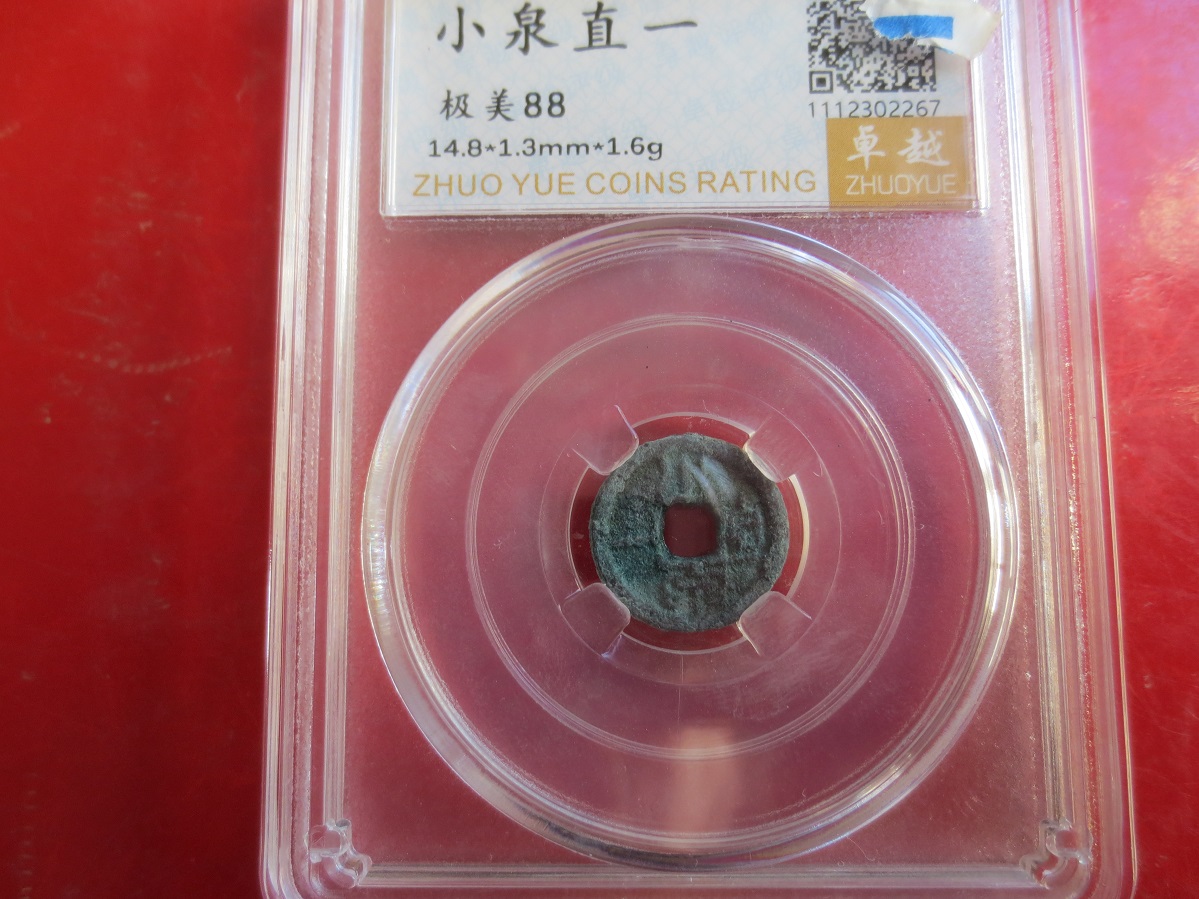 小泉直一
极美88
1112302267
14.8*1.3mm*1.6g
卓越
ZHUO YUE COINS RATING
ZHUOYUE